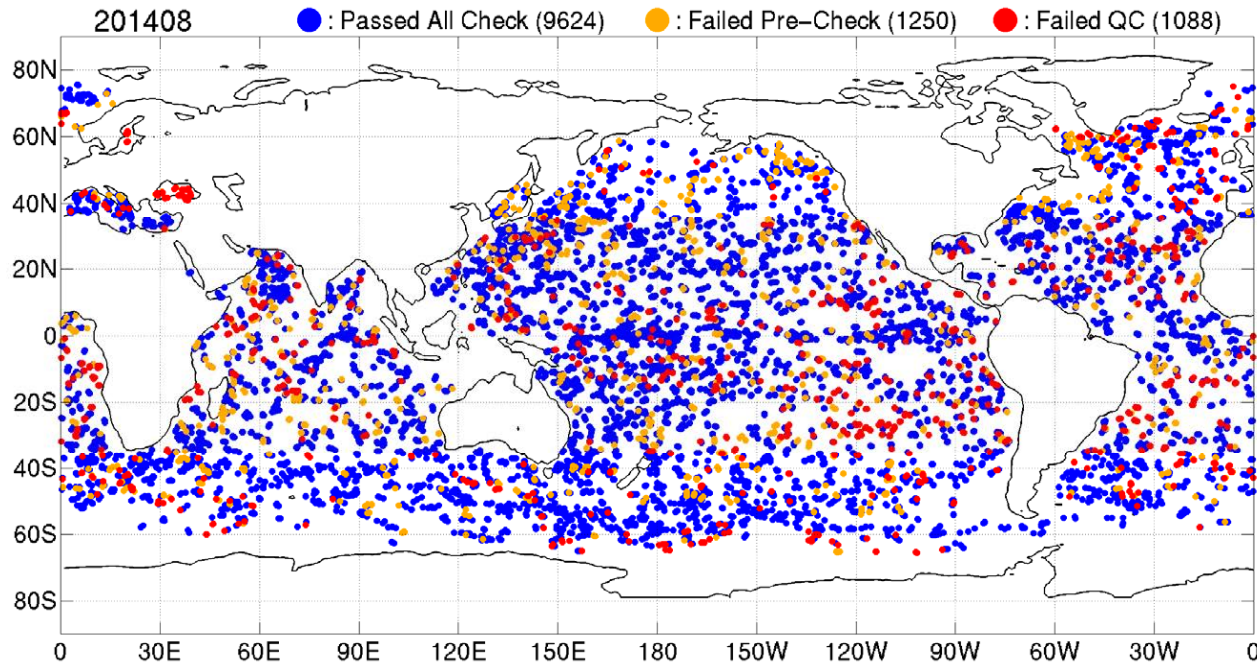 201408 : Passed All Check (9624) : Failed Pre−Check (1250) : Failed QC (1088)
80N
60N
40N
20N
0
20S
40S
60S
80S
0 30E 60E 90E 120E 150E 180 150W 120W 90W 60W 30W 0